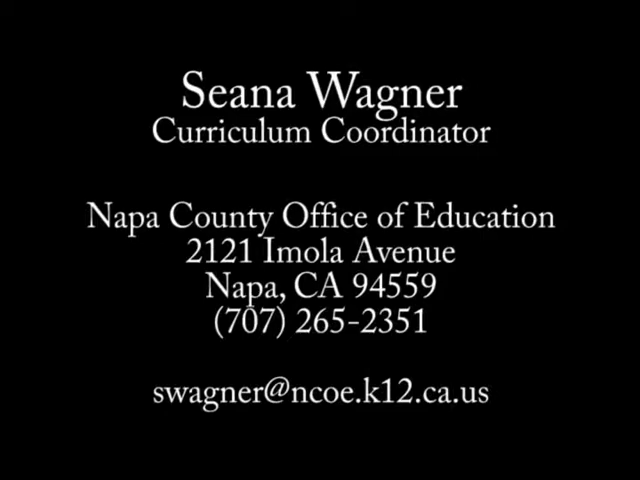 Seana Wagner
Curriculum Coordinator
Napa County Office of Education
2121 Imola Avenue
Napa, CA 94559
(707) 265-2351
swagner@ncoe.k12.ca.us